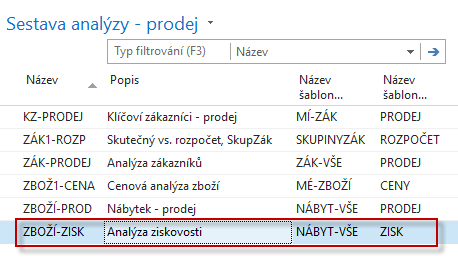 Sestava analýzy - prodej
Typ filtrování (F3) Název
Název Popis Název šablon... Název šablon...
KZ-PRODEJ Klíčoví zákazníci - prodej MÍ-ZÁK PRODEJ
ZÁK1-ROZP Skutečný vs. rozpočet, SkupZák SKUPINYZÁK ROZPOČET
ZÁK-PRODEJ Analýza zákazníků ZÁK-VŠE PRODEJ
ZBOŽ1-CENA Cenová analýza zboží MÉ-ZBOŽÍ CENY
ZBOŽÍ-PROD Nábytek - prodej NÁBYT-VŠE PRODEJ
ZBOŽÍ-ZISK Analýza ziskovosti NÁBYT-VŠE ZISK